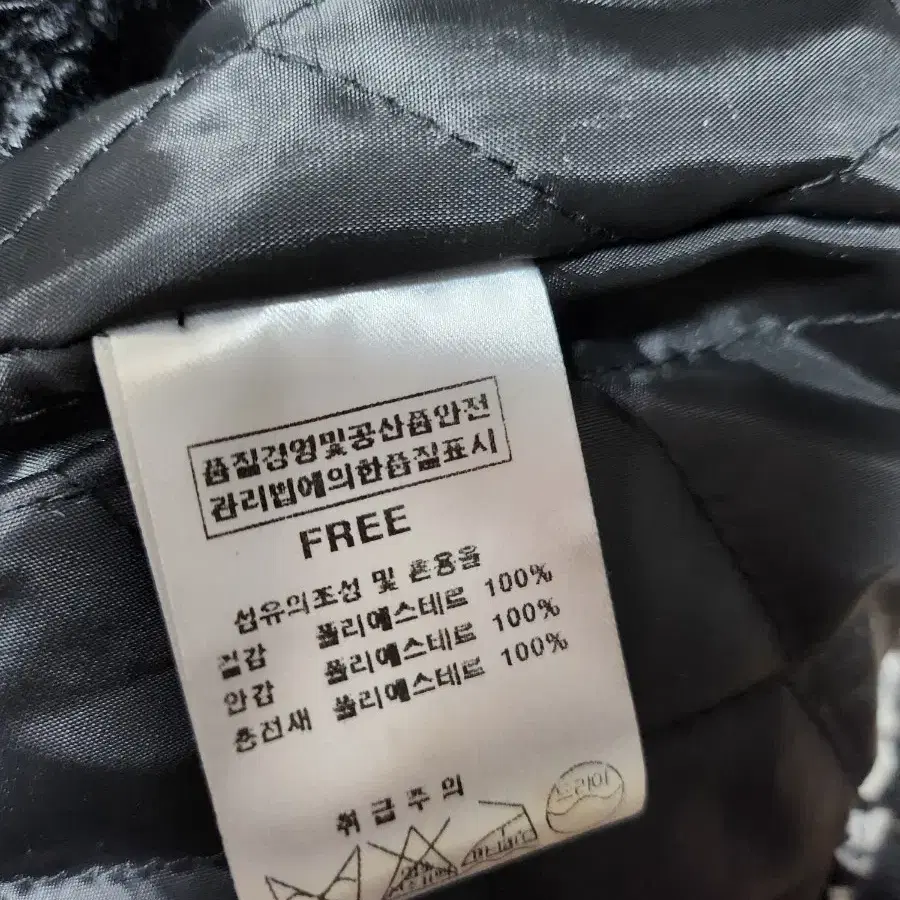 품질경영및공산품안전
관리법에의한품질표시
FREE
섬유의조성 및 혼용율
겉감 폴리에스테르 100%
안감 폴리에스테르 100%
충전재 폴리에스테르 100%
취급주의
드라이